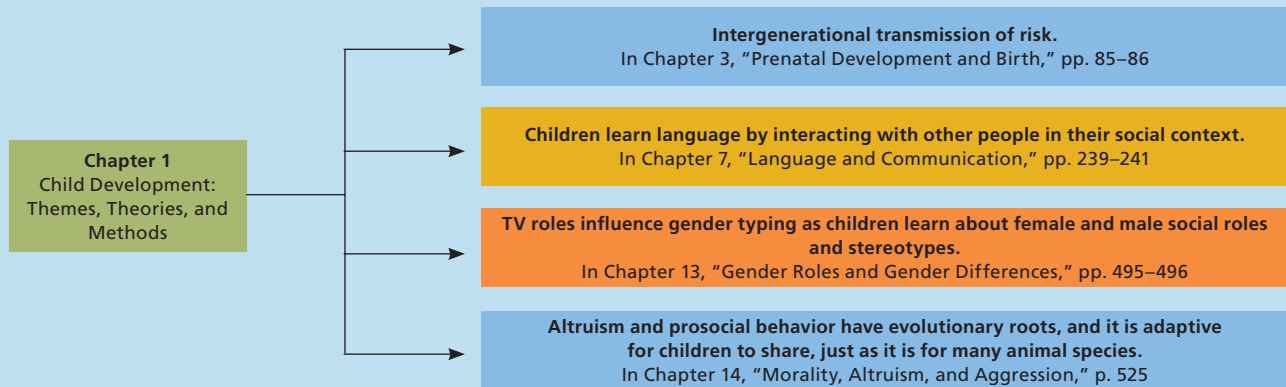 Chapter 1
Child Development:
Themes, Theories, and
Methods
Intergenerational transmission of risk.
In Chapter 3, “Prenatal Development and Birth,” pp. 85–86
Children learn language by interacting with other people in their social context.
In Chapter 7, “Language and Communication,” pp. 239–241
TV roles influence gender typing as children learn about female and male social roles
and stereotypes.
In Chapter 13, “Gender Roles and Gender Differences,” pp. 495–496
Altruism and prosocial behavior have evolutionary roots, and it is adaptive
for children to share, just as it is for many animal species.
In Chapter 14, “Morality, Altruism, and Aggression,” p. 525